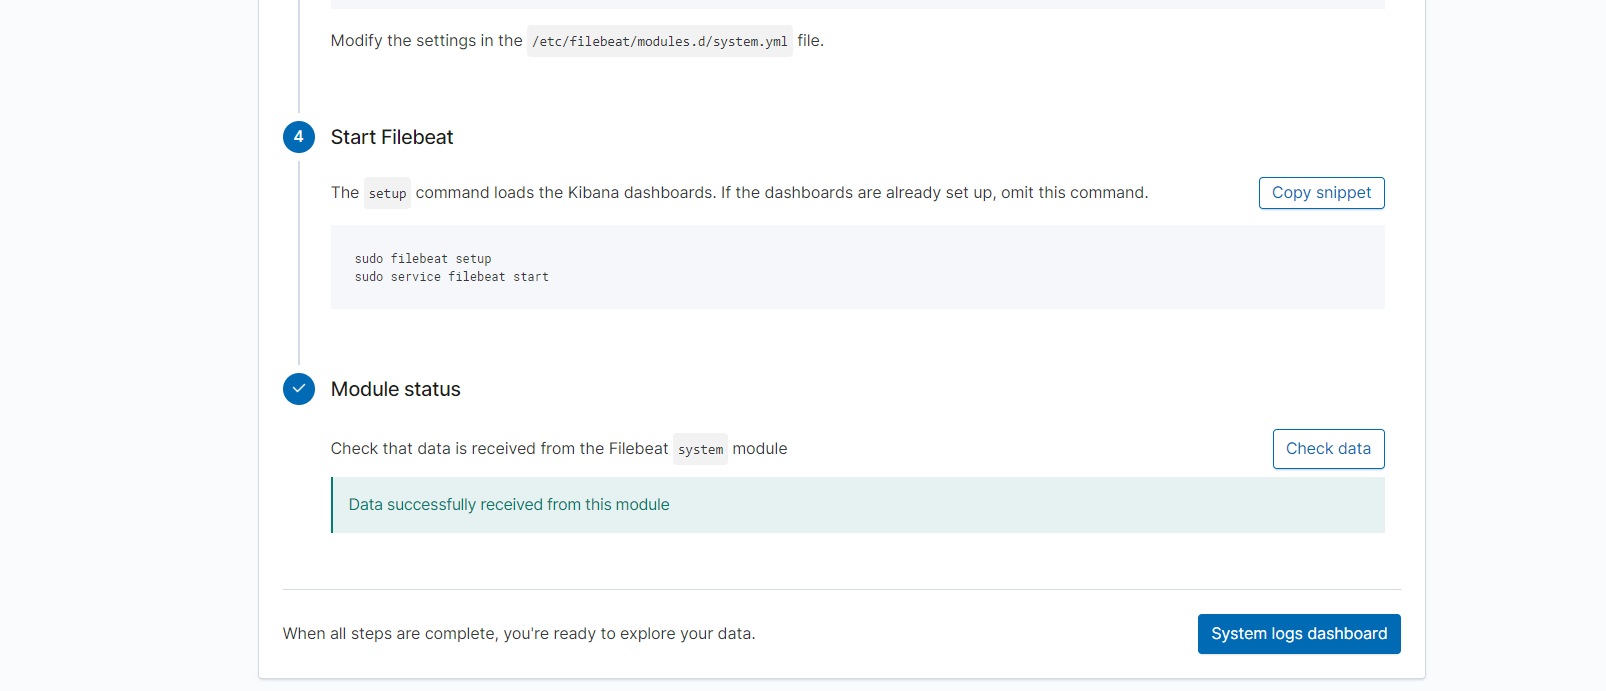 Modify the settings in the /etc/filebeat/modules.d/system.yml file.
4 Start Filebeat
The setup command loads the Kibana dashboards. If the dashboards are already set up, omit this command. Copy snippet
sudo filebeat setup
sudo service filebeat start
Module status
Check that data is received from the Filebeat system module Check data
Data successfully received from this module
When all steps are complete, you're ready to explore your data. System logs dashboard